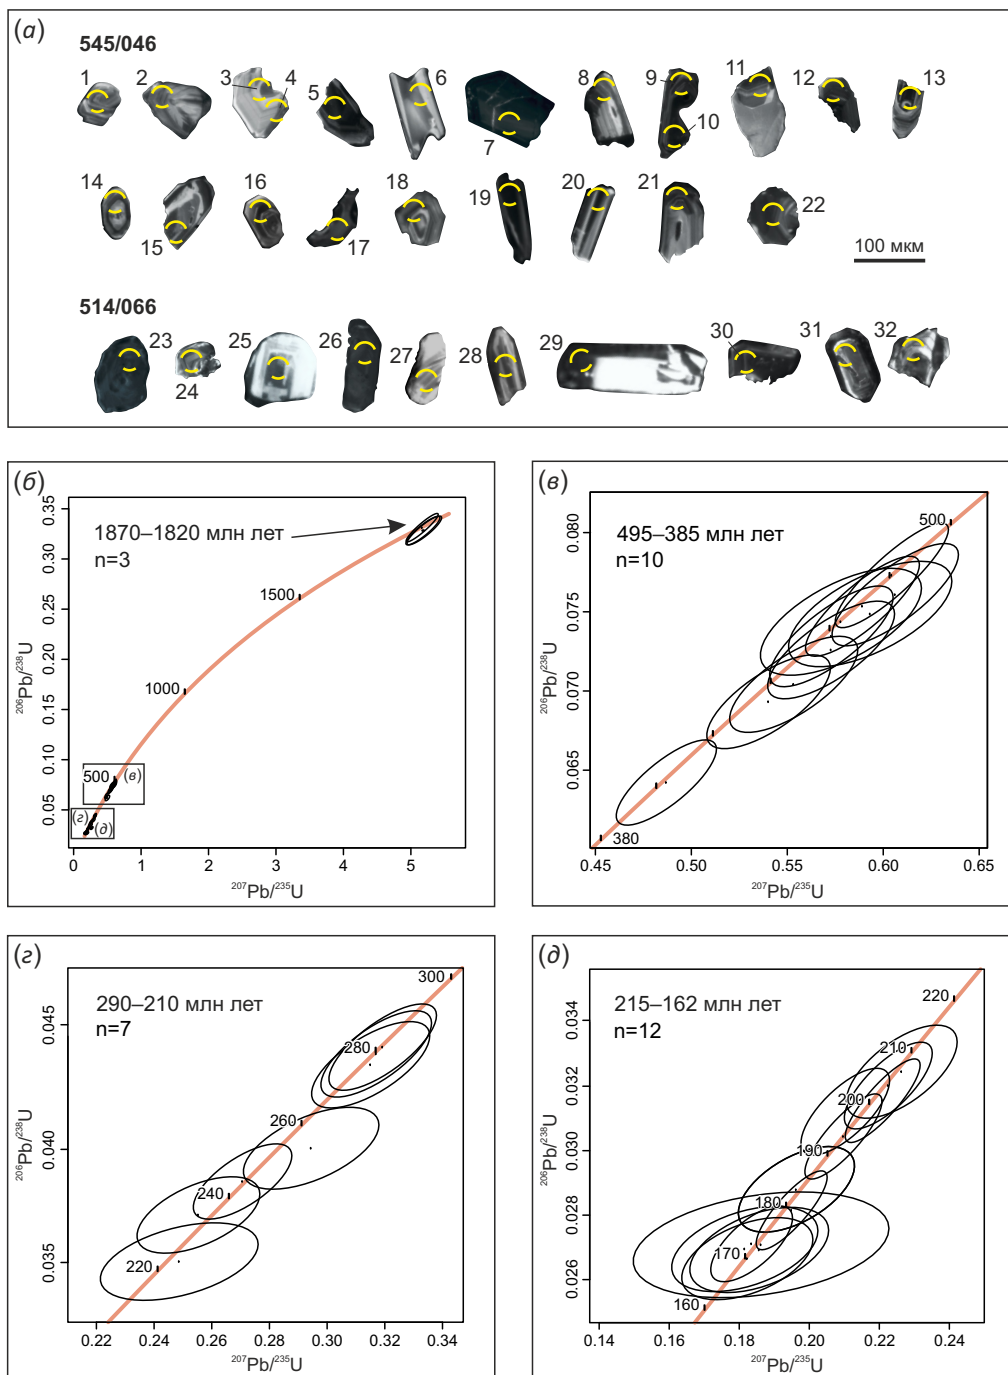 (а)
545/046
1 2 3 4 5 6 7 8 9 10 11 12 13
14 15 16 17 18 19 20 21 22
100 мкм
514/066
23 24 25 26 27 28 29 30 31 32
(б)
1870–1820 млн лет
n=3
500
1000
1500
(в)
(г)
(д)
0.05 0.10 0.15 0.20 0.25 0.30 0.35
206Pb/238U
0 1 2 3 4 5
207Pb/235U
(в)
495–385 млн лет
n=10
500
380
0.065 0.070 0.075 0.080
206Pb/238U
0.45 0.50 0.55 0.60 0.65
207Pb/235U
(г)
290–210 млн лет
n=7
300
280
260
240
220
0.035 0.040 0.045
206Pb/238U
0.22 0.24 0.26 0.28 0.30 0.32 0.34
207Pb/235U
(д)
215–162 млн лет
n=12
220
210
200
190
180
170
160
0.026 0.028 0.030 0.032 0.034
206Pb/238U
0.14 0.16 0.18 0.20 0.22 0.24
207Pb/235U